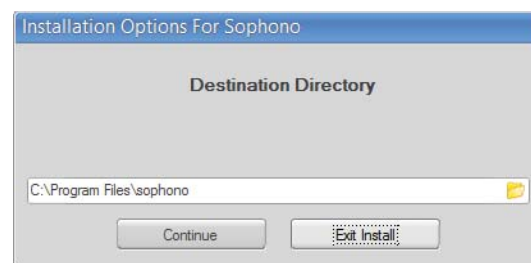 Installation Options For Sophono
Destination Directory
C:\Program Files\sophono
Continue Exit Install